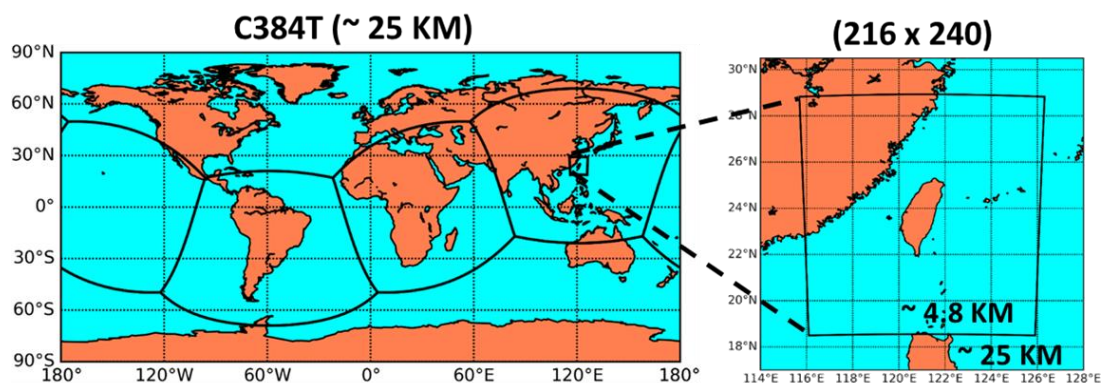 C384T (~ 25 KM)
(216 x 240)
90°N
60°N
30°N
0°
30°S
60°S
90°S
180°
120°W
60°W
0°
60°E
120°E
180°
30°N
28°N
26°N
24°N
22°N
20°N
18°N
~ 4.8 KM
~ 25 KM
114°E
116°E
118°E
120°E
122°E
124°E
126°E
128°E